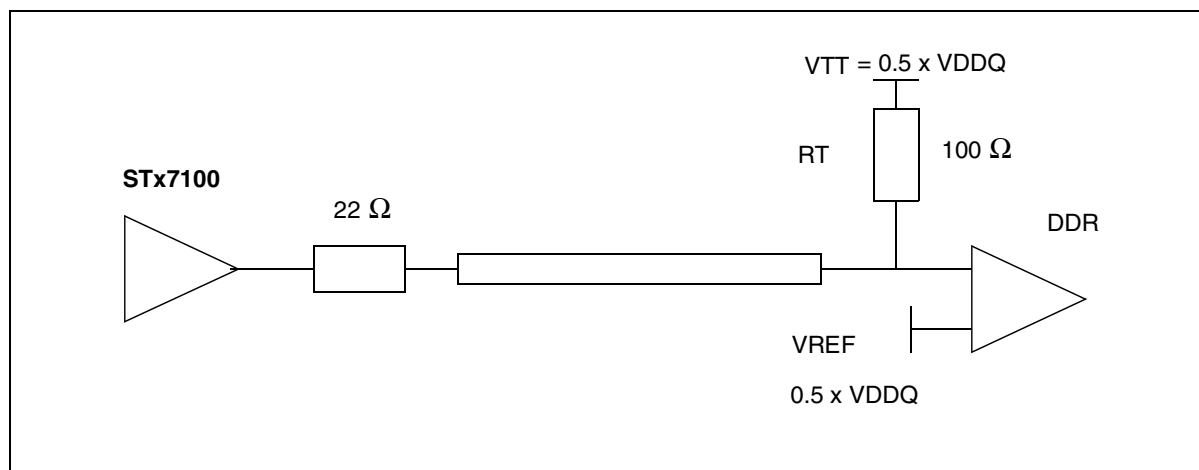 VTT = 0.5 x VDDQ
RT
100 Ω
STx7100
22 Ω
DDR
VREF
0.5 x VDDQ